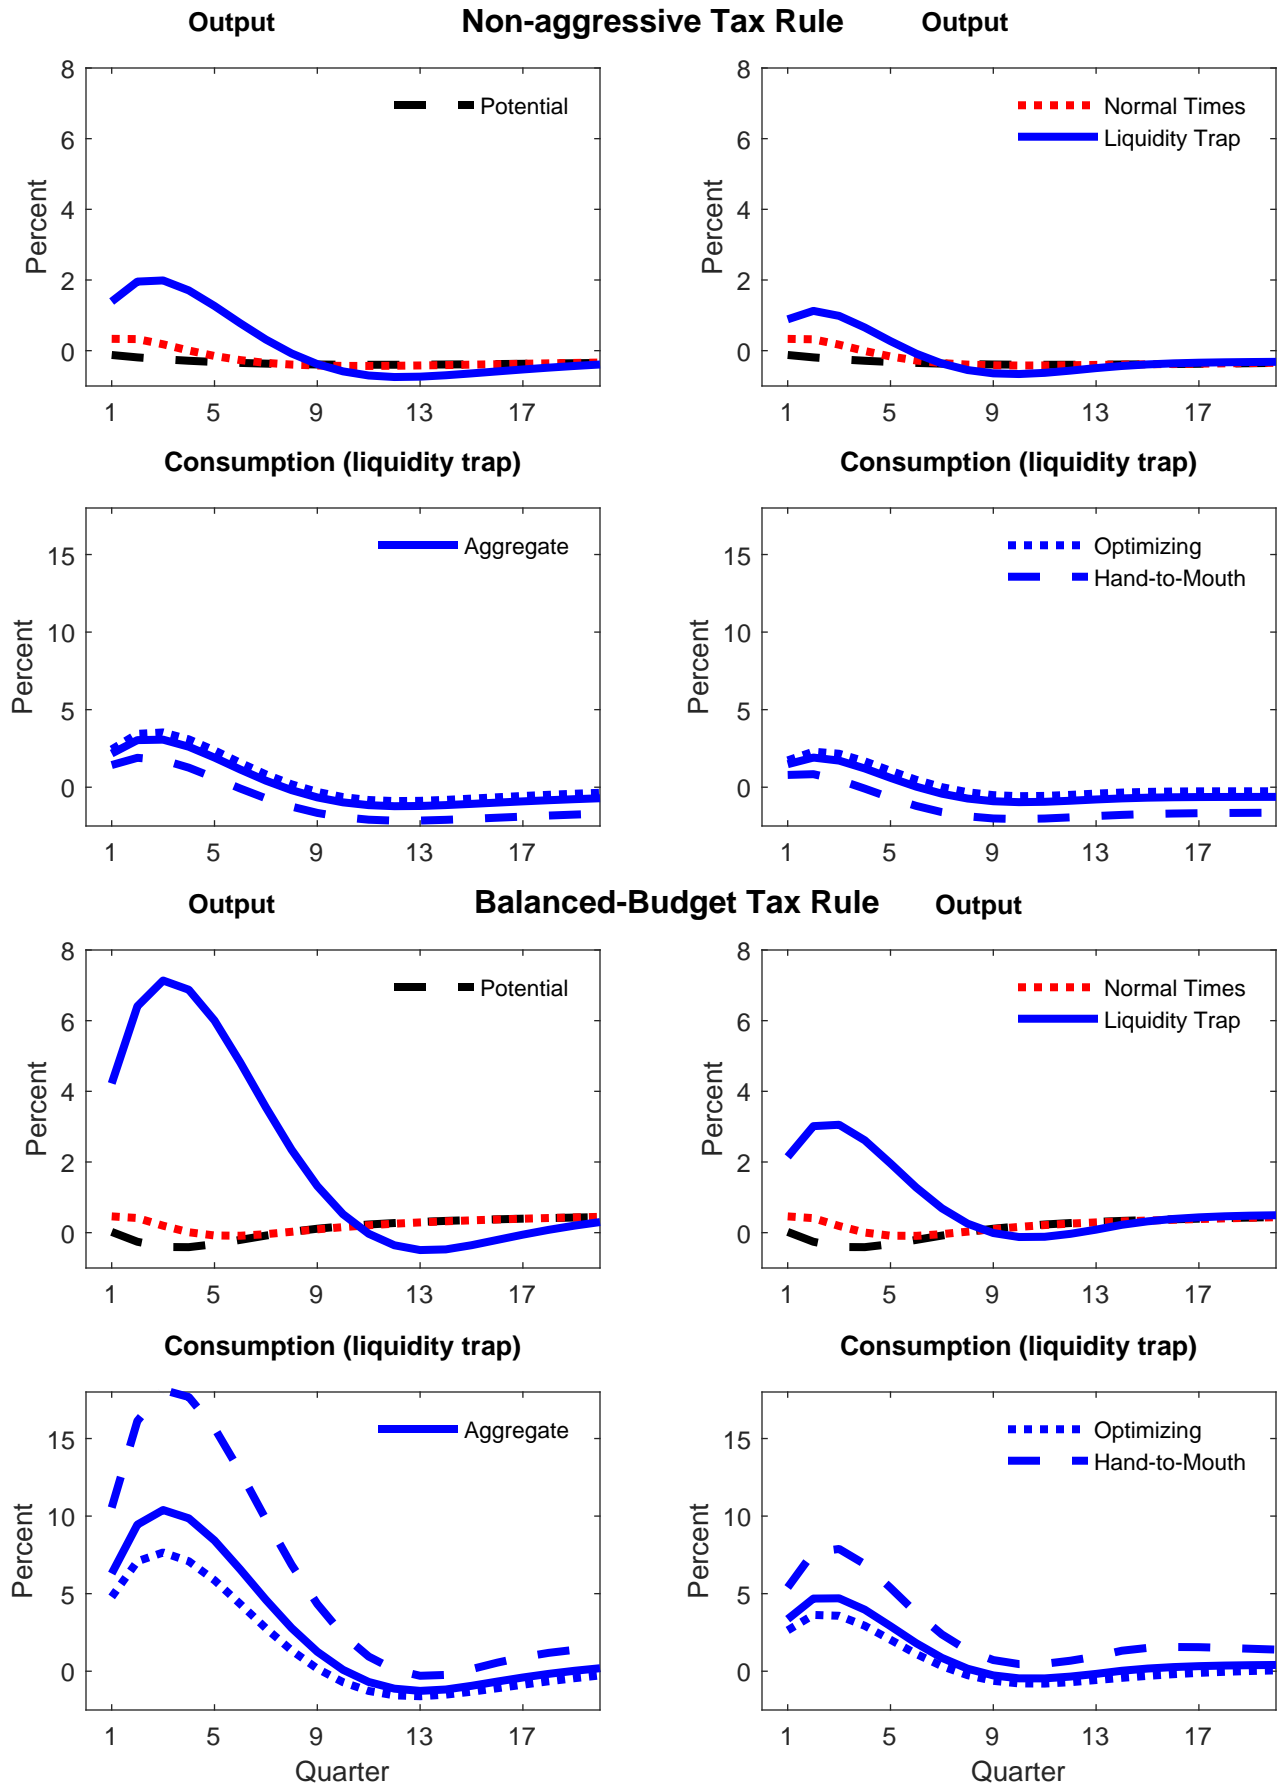 Output Non-aggressive Tax Rule Output
8
6
4
2
0
Percent
Potential
1 5 9 13 17
8
6
4
2
0
Percent
Normal Times
Liquidity Trap
1 5 9 13 17
Consumption (liquidity trap)
15
10
5
0
Percent
Aggregate
1 5 9 13 17
Consumption (liquidity trap)
15
10
5
0
Percent
Optimizing
Hand-to-Mouth
1 5 9 13 17
Output Balanced-Budget Tax Rule Output
8
6
4
2
0
Percent
Potential
1 5 9 13 17
8
6
4
2
0
Percent
Normal Times
Liquidity Trap
1 5 9 13 17
Consumption (liquidity trap)
15
10
5
0
Percent
Aggregate
1 5 9 13 17
Quarter
Consumption (liquidity trap)
15
10
5
0
Percent
Optimizing
Hand-to-Mouth
1 5 9 13 17
Quarter